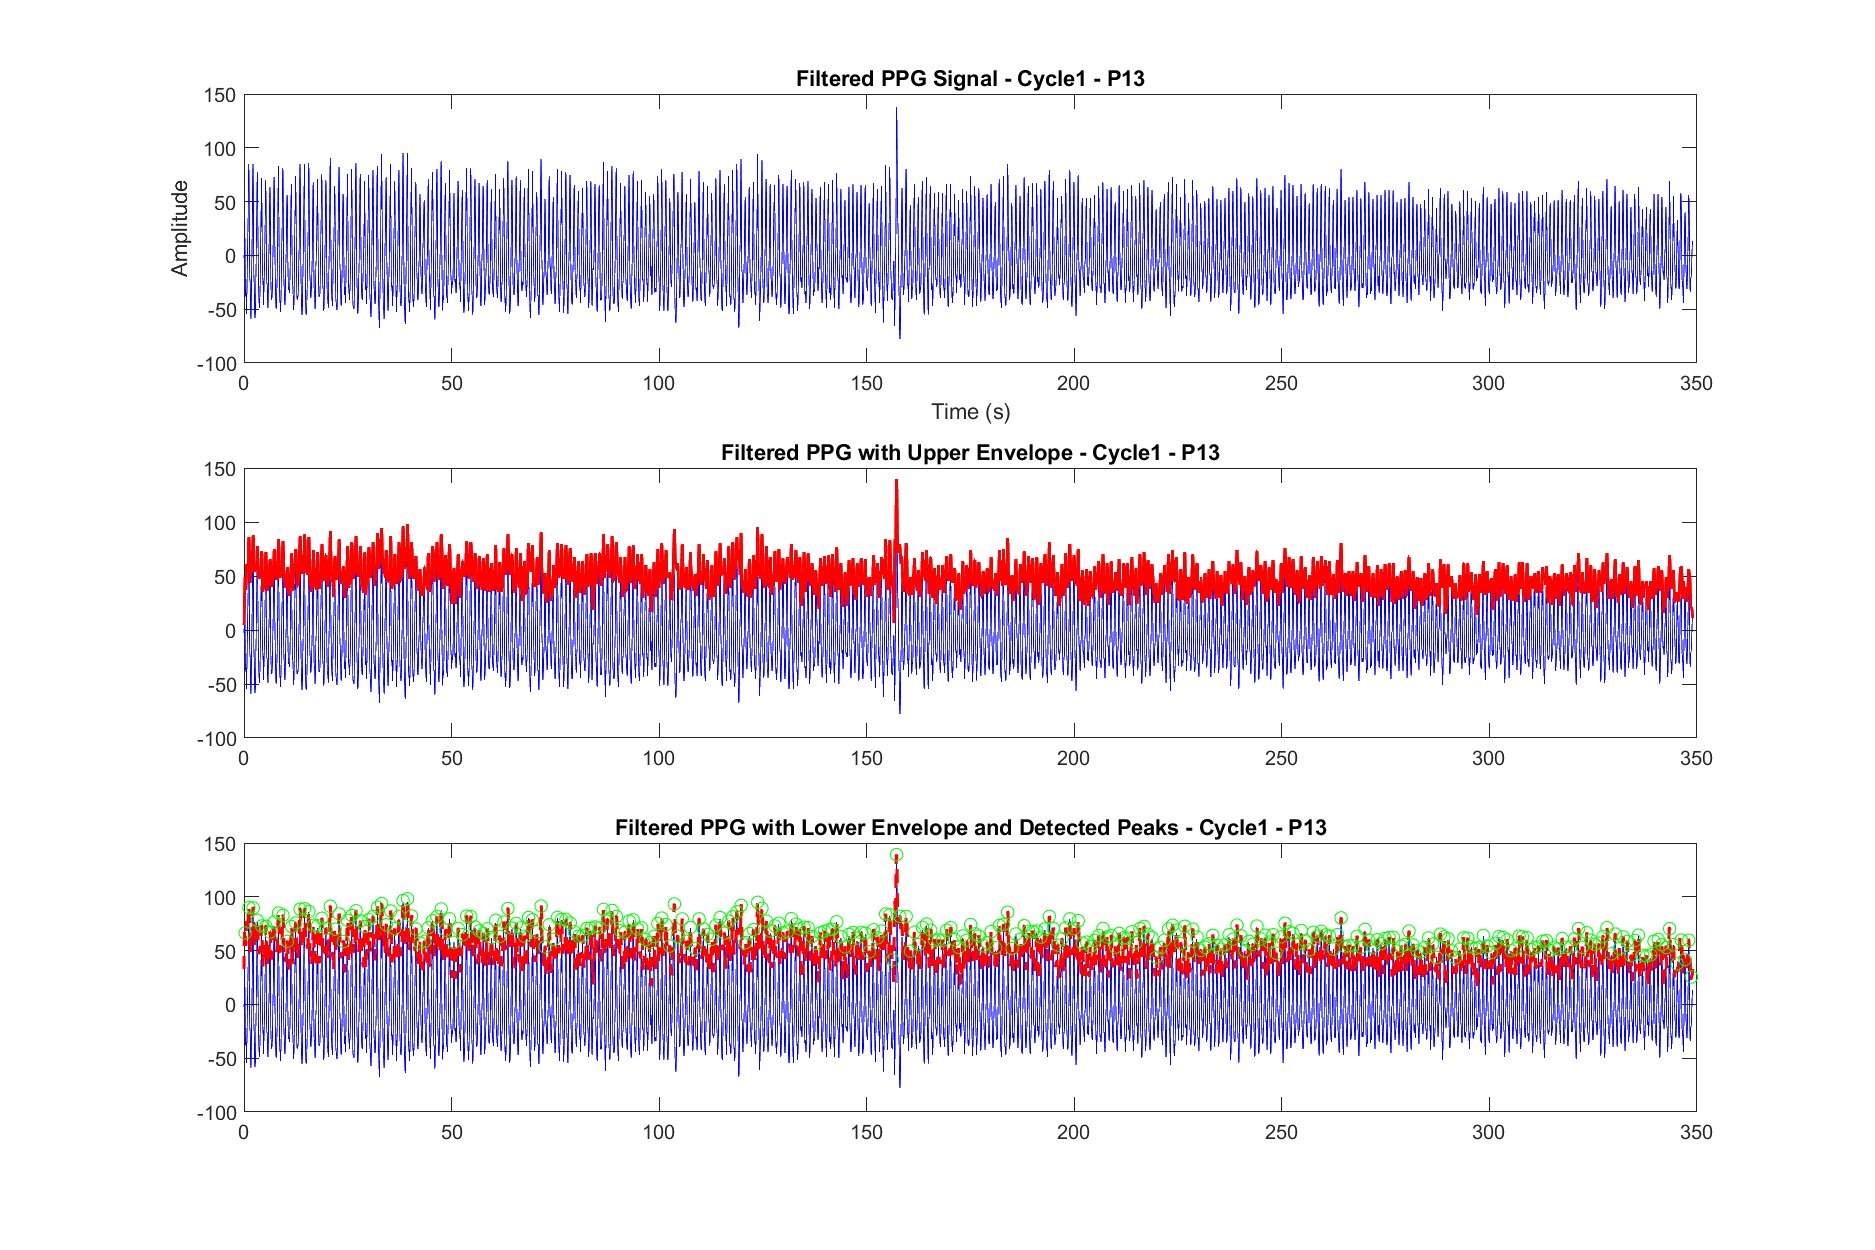 Filtered PPG Signal - Cycle1 - P13
150
100
50
0
-50
-100
Amplitude
0 50 100 150 200 250 300 350
Time (s)
Filtered PPG with Upper Envelope - Cycle1 - P13
150
100
50
0
-50
-100
0 50 100 150 200 250 300 350
Filtered PPG with Lower Envelope and Detected Peaks - Cycle1 - P13
150
100
50
0
-50
-100
0 50 100 150 200 250 300 350